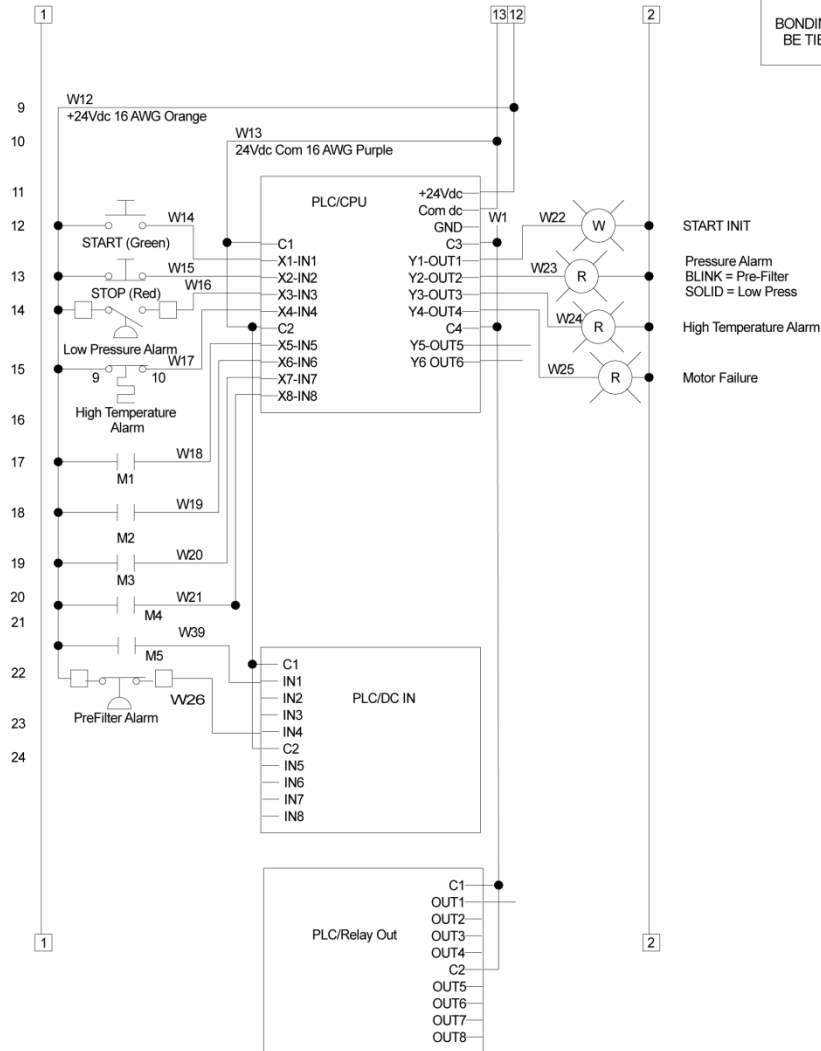 1
13 12
2
BONDIN
BE TIE
9
W12
+24Vdc 16 AWG Orange
10
W13
24Vdc Com 16 AWG Purple
11
PLC/CPU
+24Vdc
Com dc
W1
GND
12
START (Green)
W14
C1
C3
W22
W
START INIT
X1-IN1
Y1-OUT1
13
STOP (Red)
W15
X2-IN2
Y2-OUT2
W23
R
Pressure Alarm
BLINK = Pre-Filter
SOLID = Low Press
W16
X3-IN3
Y3-OUT3
14
Low Pressure Alarm
X4-IN4
Y4-OUT4
C2
C4
W24
R
High Temperature Alarm
W17
X5-IN5
Y5-OUT5
X6-IN6
Y6 OUT6
15
9 10
High Temperature
Alarm
X7-IN7
X8-IN8
W25
R
Motor Failure
16
17
W18
M1
18
W19
M2
19
W20
M3
20
W21
M4
21
W39
M5
22
W26
PreFilter Alarm
PLC/DC IN
C1
IN1
IN2
IN3
IN4
C2
IN5
IN6
IN7
IN8
23
24
PLC/Relay Out
C1
OUT1
OUT2
OUT3
OUT4
C2
OUT5
OUT6
OUT7
OUT8
1
2